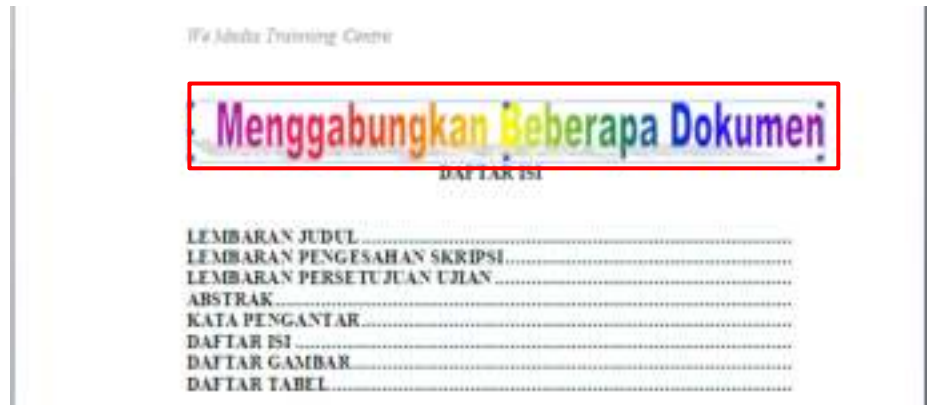 We Media Training Centre
Menggabungkan Beberapa Dokumen
DAFTAR ISI
LEMBARAN JUDUL
LEMBARAN PENGESAHAN SKRIPSI
LEMBARAN PERSETUJUAN UJIAN
ABSTRAK
KATA PENGANTAR
DAFTAR ISI
DAFTAR GAMBAR
DAFTAR TABEL